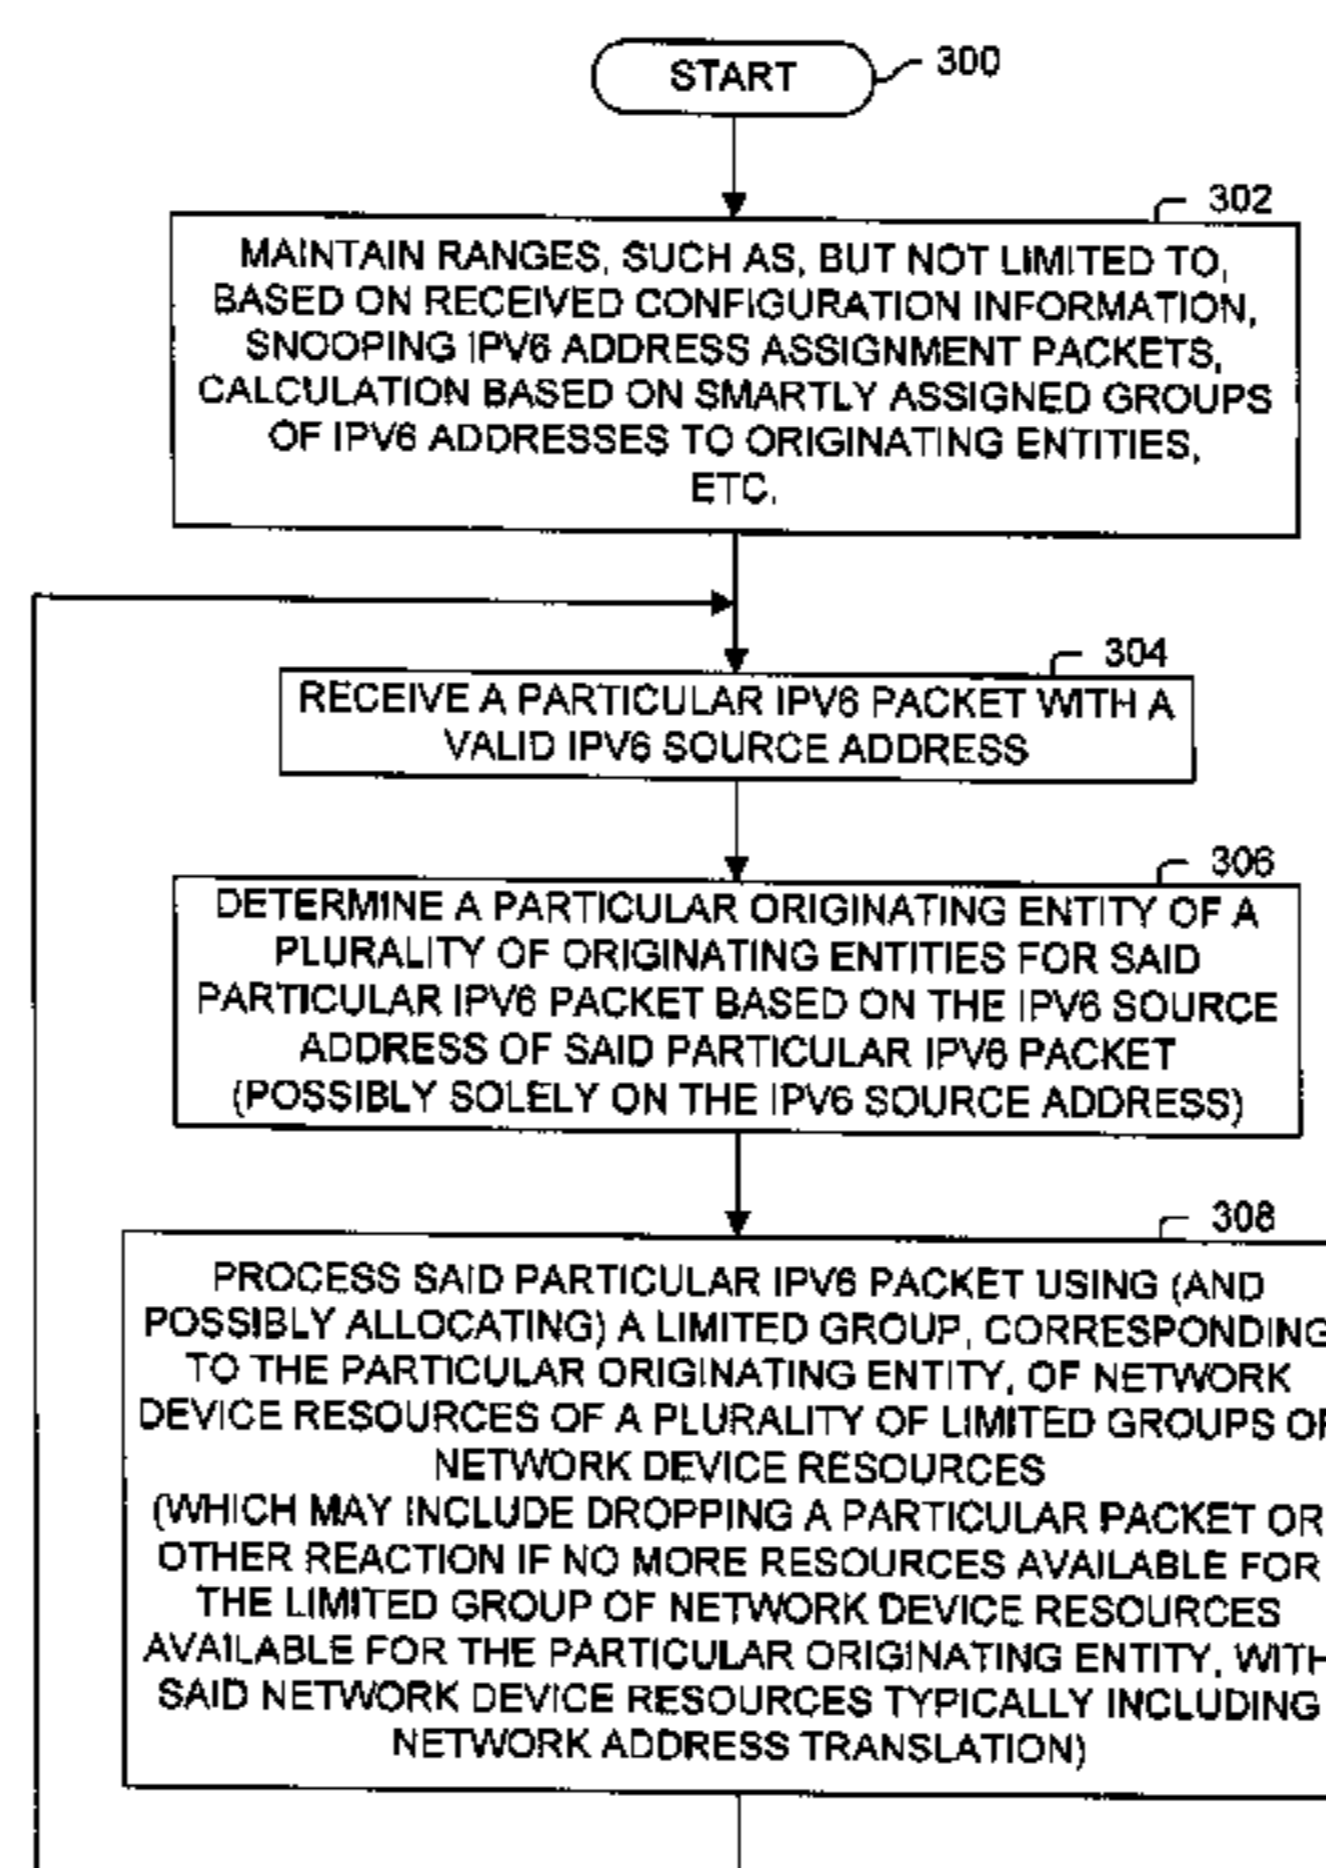 START
300
302
MAINTAIN RANGES, SUCH AS, BUT NOT LIMITED TO,
BASED ON RECEIVED CONFIGURATION INFORMATION,
SNOOPING IPV6 ADDRESS ASSIGNMENT PACKETS,
CALCULATION BASED ON SMARTLY ASSIGNED GROUPS
OF IPV6 ADDRESSES TO ORIGINATING ENTITIES,
ETC.
304
RECEIVE A PARTICULAR IPV6 PACKET WITH A
VALID IPV6 SOURCE ADDRESS
306
DETERMINE A PARTICULAR ORIGINATING ENTITY OF A
PLURALITY OF ORIGINATING ENTITIES FOR SAID
PARTICULAR IPV6 PACKET BASED ON THE IPV6 SOURCE
ADDRESS OF SAID PARTICULAR IPV6 PACKET
(POSSIBLY SOLELY ON THE IPV6 SOURCE ADDRESS)
308
PROCESS SAID PARTICULAR IPV6 PACKET USING (AND
POSSIBLY ALLOCATING) A LIMITED GROUP, CORRESPONDING
TO THE PARTICULAR ORIGINATING ENTITY, OF NETWORK
DEVICE RESOURCES OF A PLURALITY OF LIMITED GROUPS OF
NETWORK DEVICE RESOURCES
(WHICH MAY INCLUDE DROPPING A PARTICULAR PACKET OR
OTHER REACTION IF NO MORE RESOURCES AVAILABLE FOR
THE LIMITED GROUP OF NETWORK DEVICE RESOURCES
AVAILABLE FOR THE PARTICULAR ORIGINATING ENTITY, WITH
SAID NETWORK DEVICE RESOURCES TYPICALLY INCLUDING
NETWORK ADDRESS TRANSLATION)